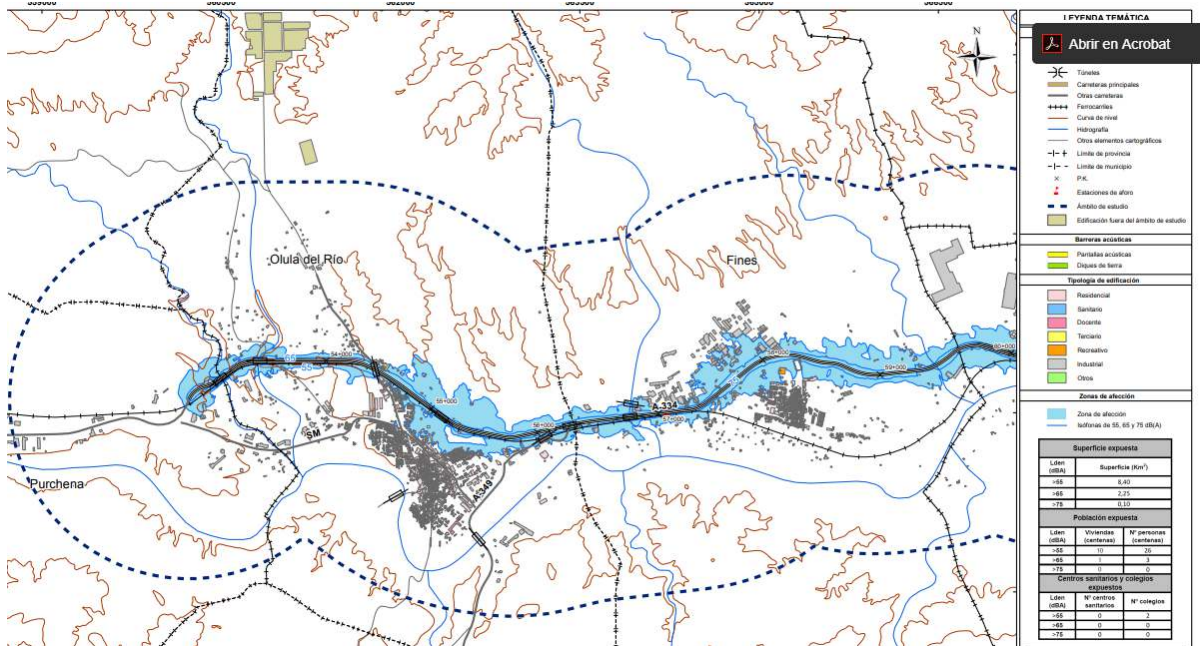 LEYENDA TEMÁTICA
Abrir en Acrobat
N
Túneles
Carreteras principales
Otras carreteras
Ferrocarriles
Curva de nivel
Hidrografía
Otros elementos cartográficos
Límite de provincia
Límite de municipio
P.K.
Estaciones de aforo
Ámbito de estudio
Edificación fuera del ámbito de estudio
Barreras acústicas
Pantallas acústicas
Diques de tierra
Tipología de edificación
Residencial
Sanitario
Docente
Terciario
Recreativo
Industrial
Otros
Zonas de afección
Zona de afección
Isófonas de 55, 65 y 75 dB(A)
Superficie expuesta
Lden (dBA) Superficie (Km²)
>55 8,40
>65 2,25
>75 0,10
Población expuesta
Lden (dBA) Viviendas (centenas) Nº personas (centenas)
>55 10 26
>65 1 3
>75 0 0
Centros sanitarios y colegios expuestos
Lden (dBA) Nº centros sanitarios Nº colegios
>55 0 2
>65 0 0
>75 0 0
Olula del Río
Fines
Purchena
54+000
55+000
56+000
57+000
58+000
59+000
60+000
A-334
A-349
SM
55
55